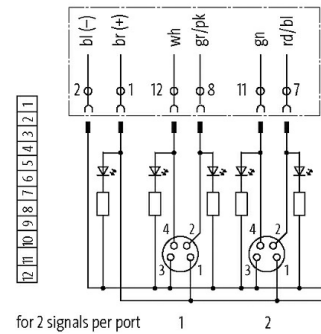 bl (–) br (+) wh gr/pk gn rd/bl
2 1 12 8 11 7
1 2 3 4 5 6 7 8 9 10 11 12
4 2 4 2
3 1 3 1
for 2 signals per port 1 2